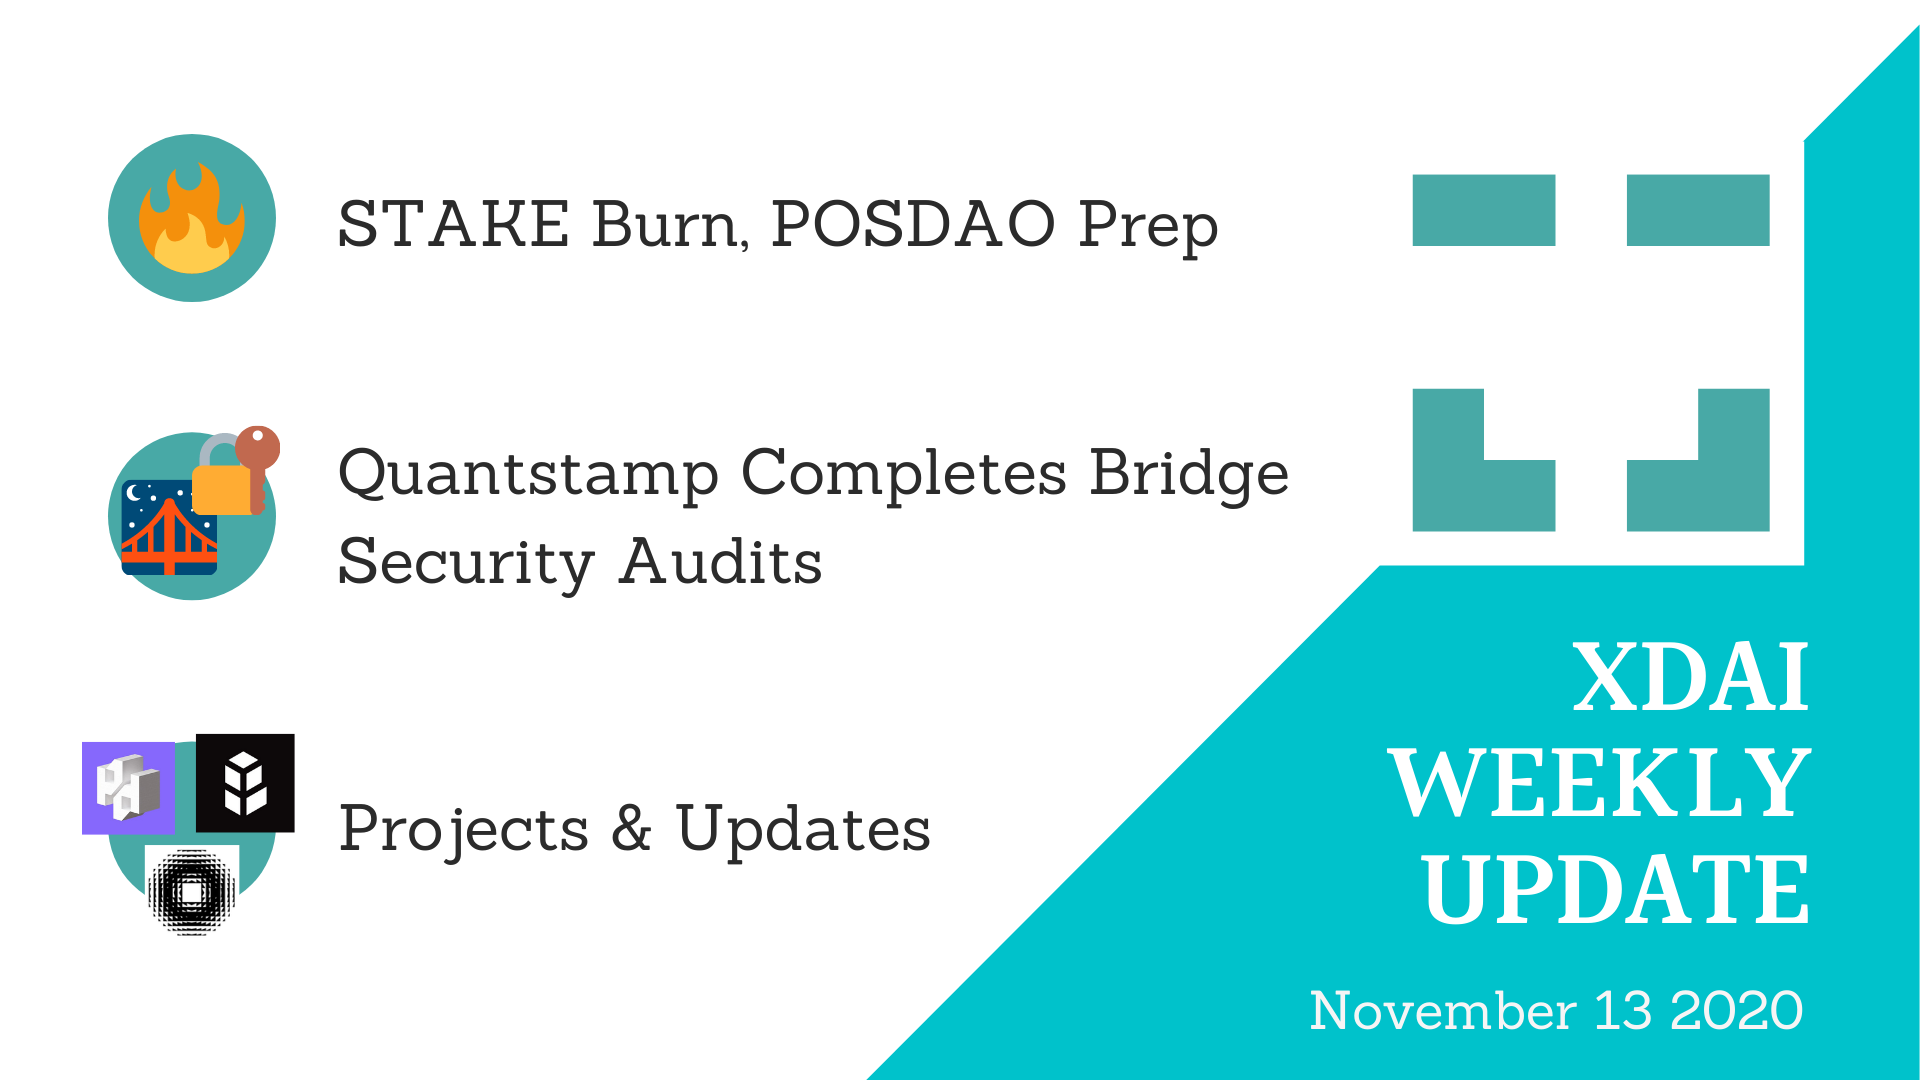 STAKE Burn, POSDAO Prep
Quantstamp Completes Bridge
Security Audits
Projects & Updates
XDAI
WEEKLY
UPDATE
November 13 2020